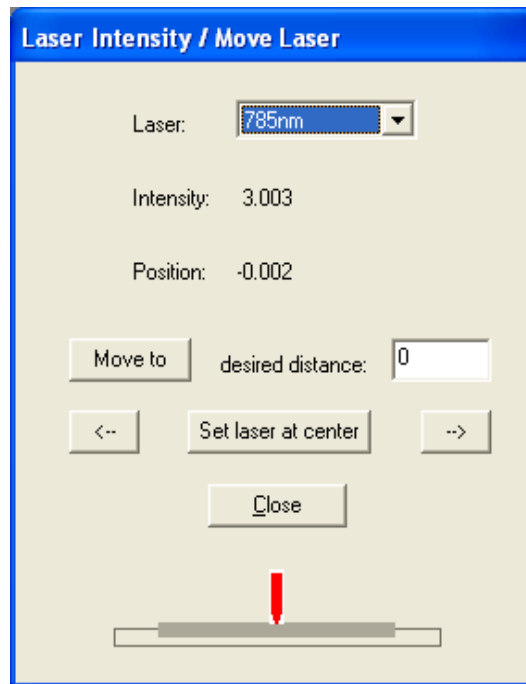 Laser Intensity / Move Laser
Laser: 785nm
Intensity: 3.003
Position: -0.002
Move to desired distance: 0
<-- Set laser at center -->
Close